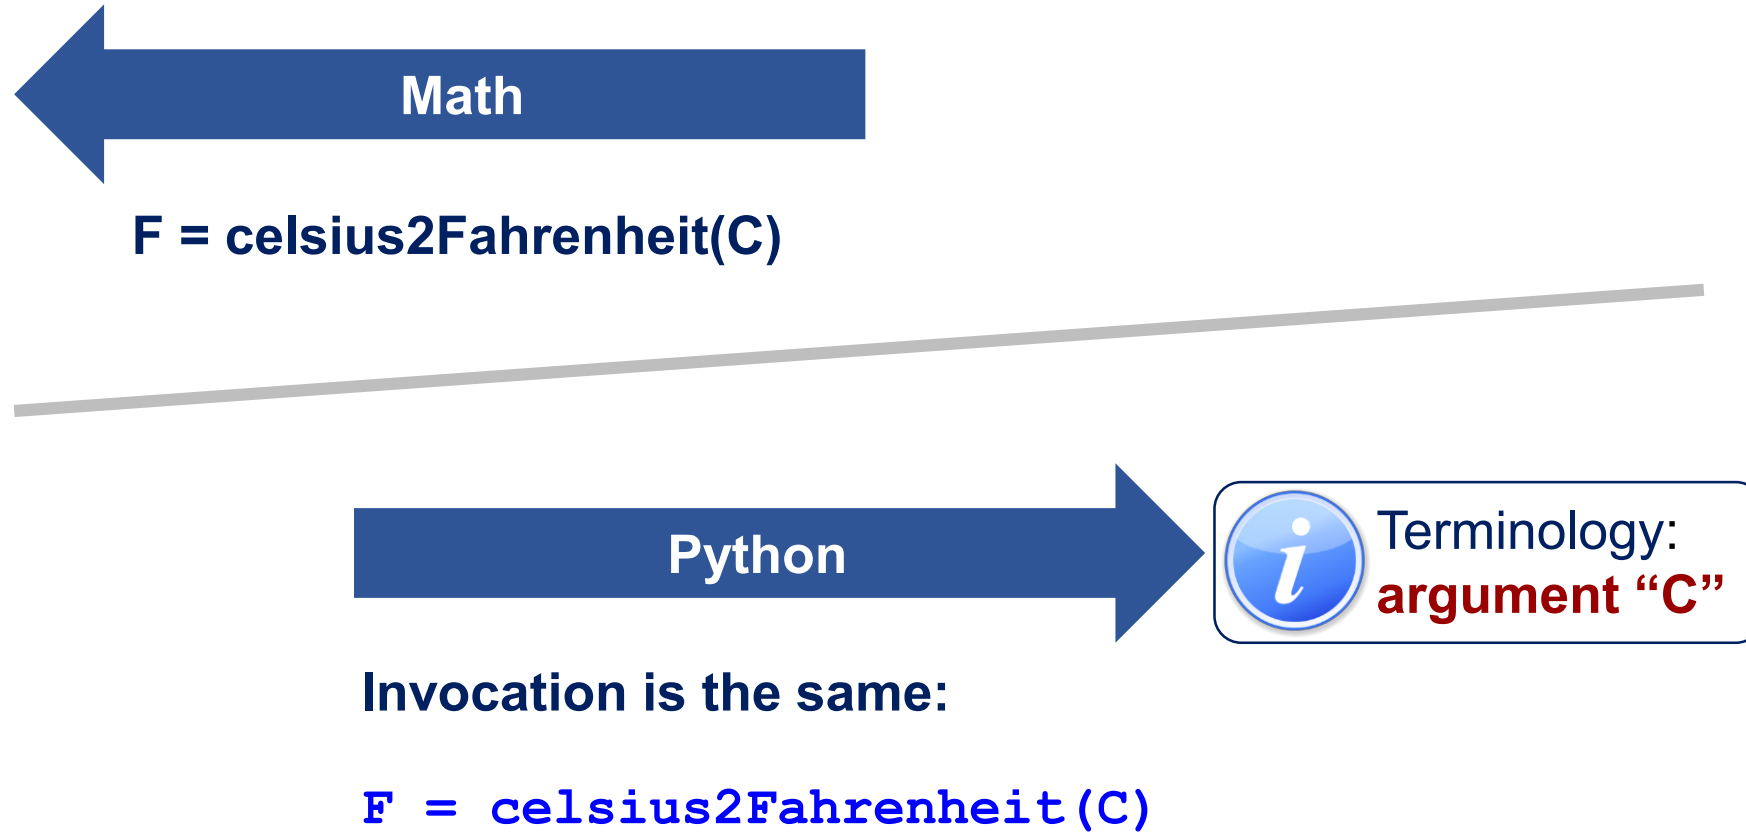 Math
F = celsius2Fahrenheit(C)
Python
Terminology:
argument “C”
Invocation is the same:
F = celsius2Fahrenheit(C)